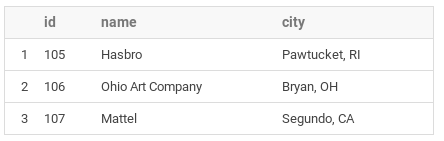 id name city
1 105 Hasbro Pawtucket, RI
2 106 Ohio Art Company Bryan, OH
3 107 Mattel Segundo, CA